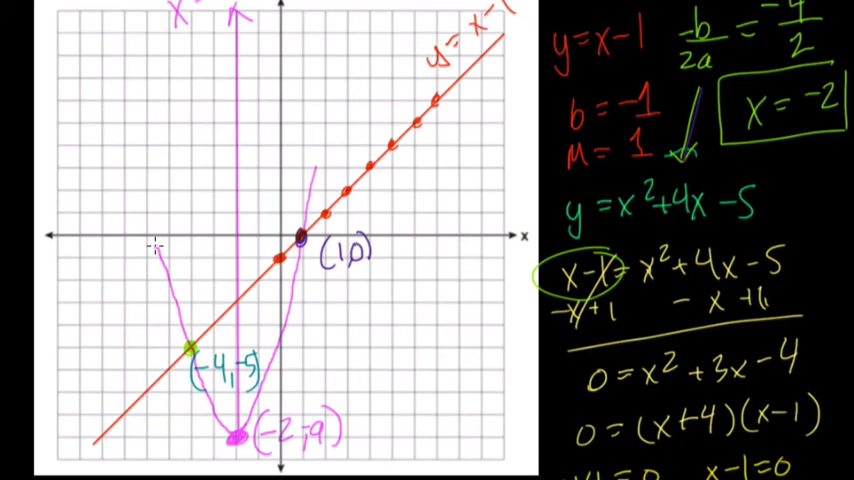 x
y = x-1
(1,0)
(-4,-5)
(-2,-9)
x
y = x-1
-b/2a = -4/2
b = -1
x = -2
m = 1
y = x²+4x-5
x-1 = x²+4x-5
-x+1 - x +1
0 = x²+3x-4
0 = (x+4)(x-1)
x-1=0